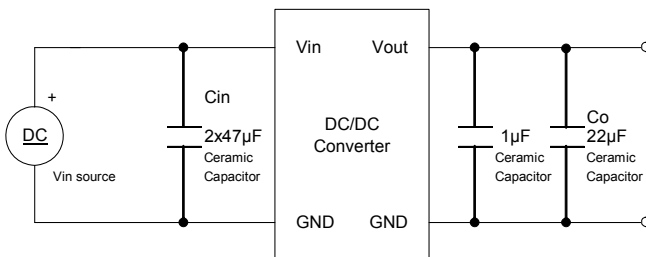 +
DC
Vin source
Cin
2x47µF
Ceramic
Capacitor
Vin
Vout
DC/DC
Converter
GND
GND
1µF
Ceramic
Capacitor
Co
22µF
Ceramic
Capacitor